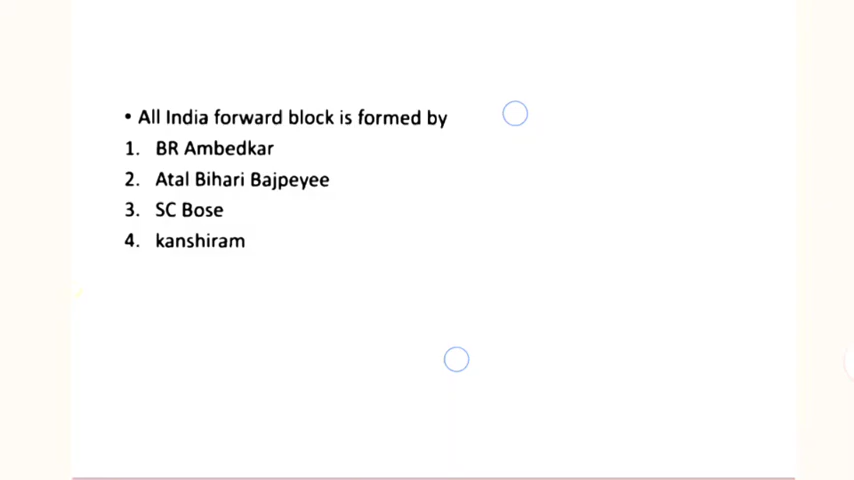 • All India forward block is formed by
1. BR Ambedkar
2. Atal Bihari Bajpeyee
3. SC Bose
4. kanshiram